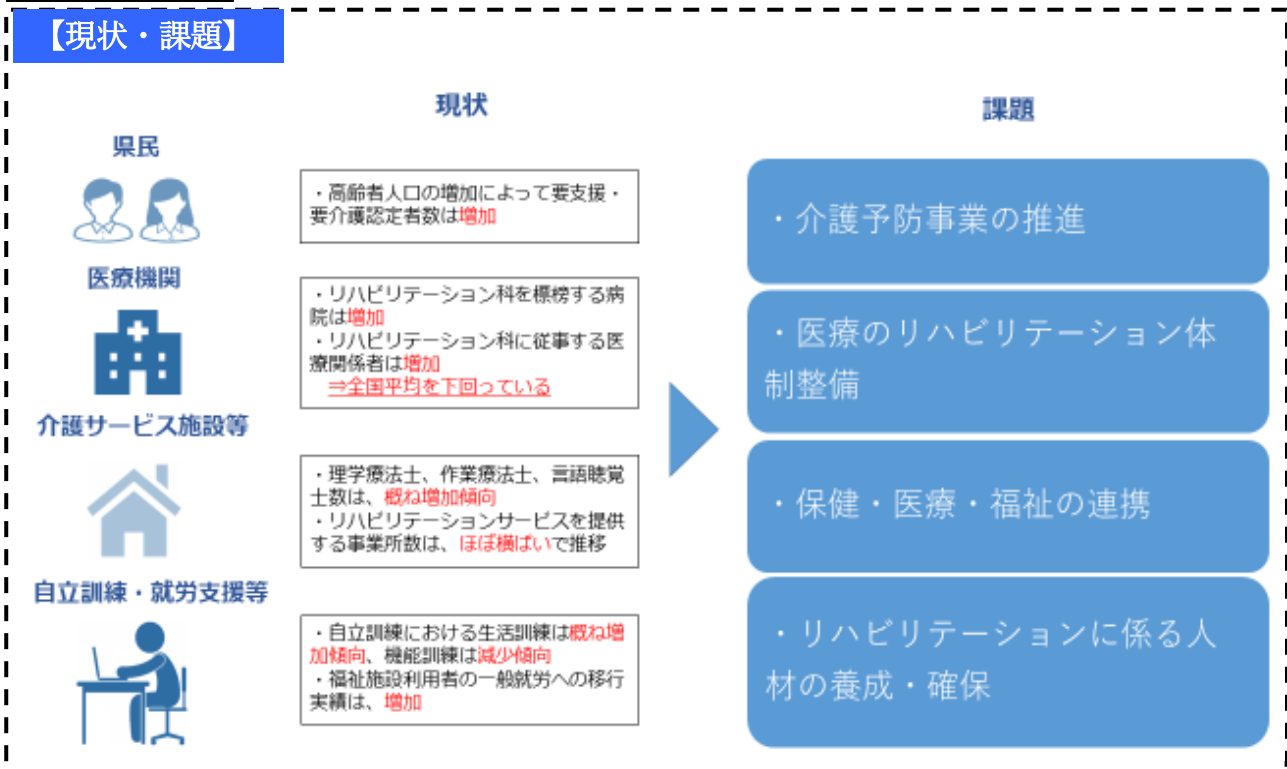 【現状・課題】
現状
課題
県民
・高齢者人口の増加によって要支援・
要介護認定者数は増加
医療機関
・リハビリテーション科を標榜する病
院は増加
・リハビリテーション科に従事する医
療関係者は増加
⇒全国平均を下回っている
介護サービス施設等
・理学療法士、作業療法士、言語聴覚
士数は、概ね増加傾向
・リハビリテーションサービスを提供
する事業所数は、ほぼ横ばいで推移
自立訓練・就労支援等
・自立訓練における生活訓練は概ね増
加傾向、機能訓練は減少傾向
・福祉施設利用者の一般就労への移行
実績は、増加
・介護予防事業の推進
・医療のリハビリテーション体
制整備
・保健・医療・福祉の連携
・リハビリテーションに係る人
材の養成・確保